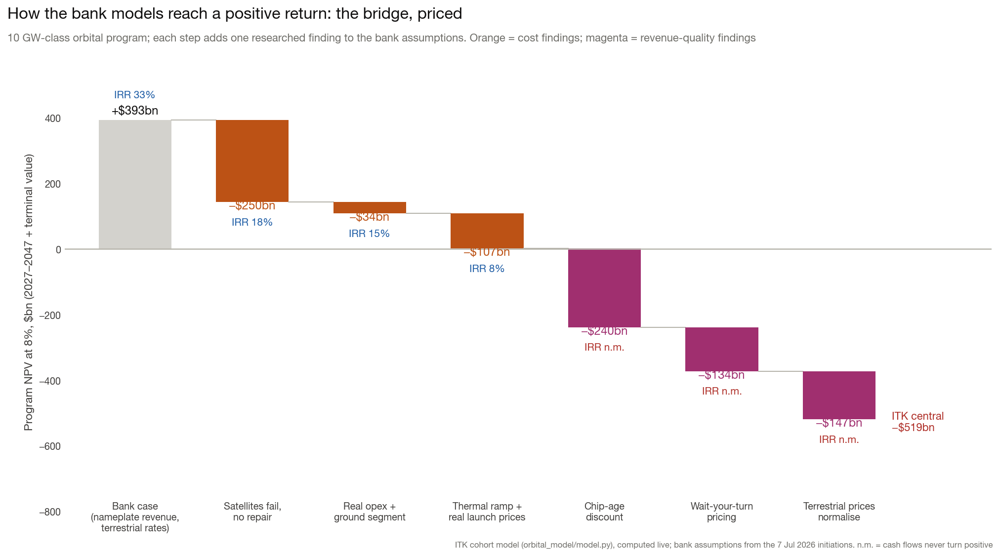 How the bank models reach a positive return: the bridge, priced
10 GW-class orbital program; each step adds one researched finding to the bank assumptions. Orange = cost findings; magenta = revenue-quality findings
Program NPV at 8%, $bn (2027–2047 + terminal value)
400
200
0
–200
–400
–600
–800
IRR 33%
+$393bn
–$250bn
IRR 18%
–$34bn
IRR 15%
–$107bn
IRR 8%
–$240bn
IRR n.m.
–$134bn
IRR n.m.
–$147bn
IRR n.m.
ITK central
–$519bn
Bank case
(nameplate revenue,
terrestrial rates)
Satellites fail,
no repair
Real opex +
ground segment
Thermal ramp +
real launch prices
Chip-age
discount
Wait-your-turn
pricing
Terrestrial prices
normalise
ITK cohort model (orbital_model/model.py), computed live; bank assumptions from the 7 Jul 2026 initiations. n.m. = cash flows never turn positive